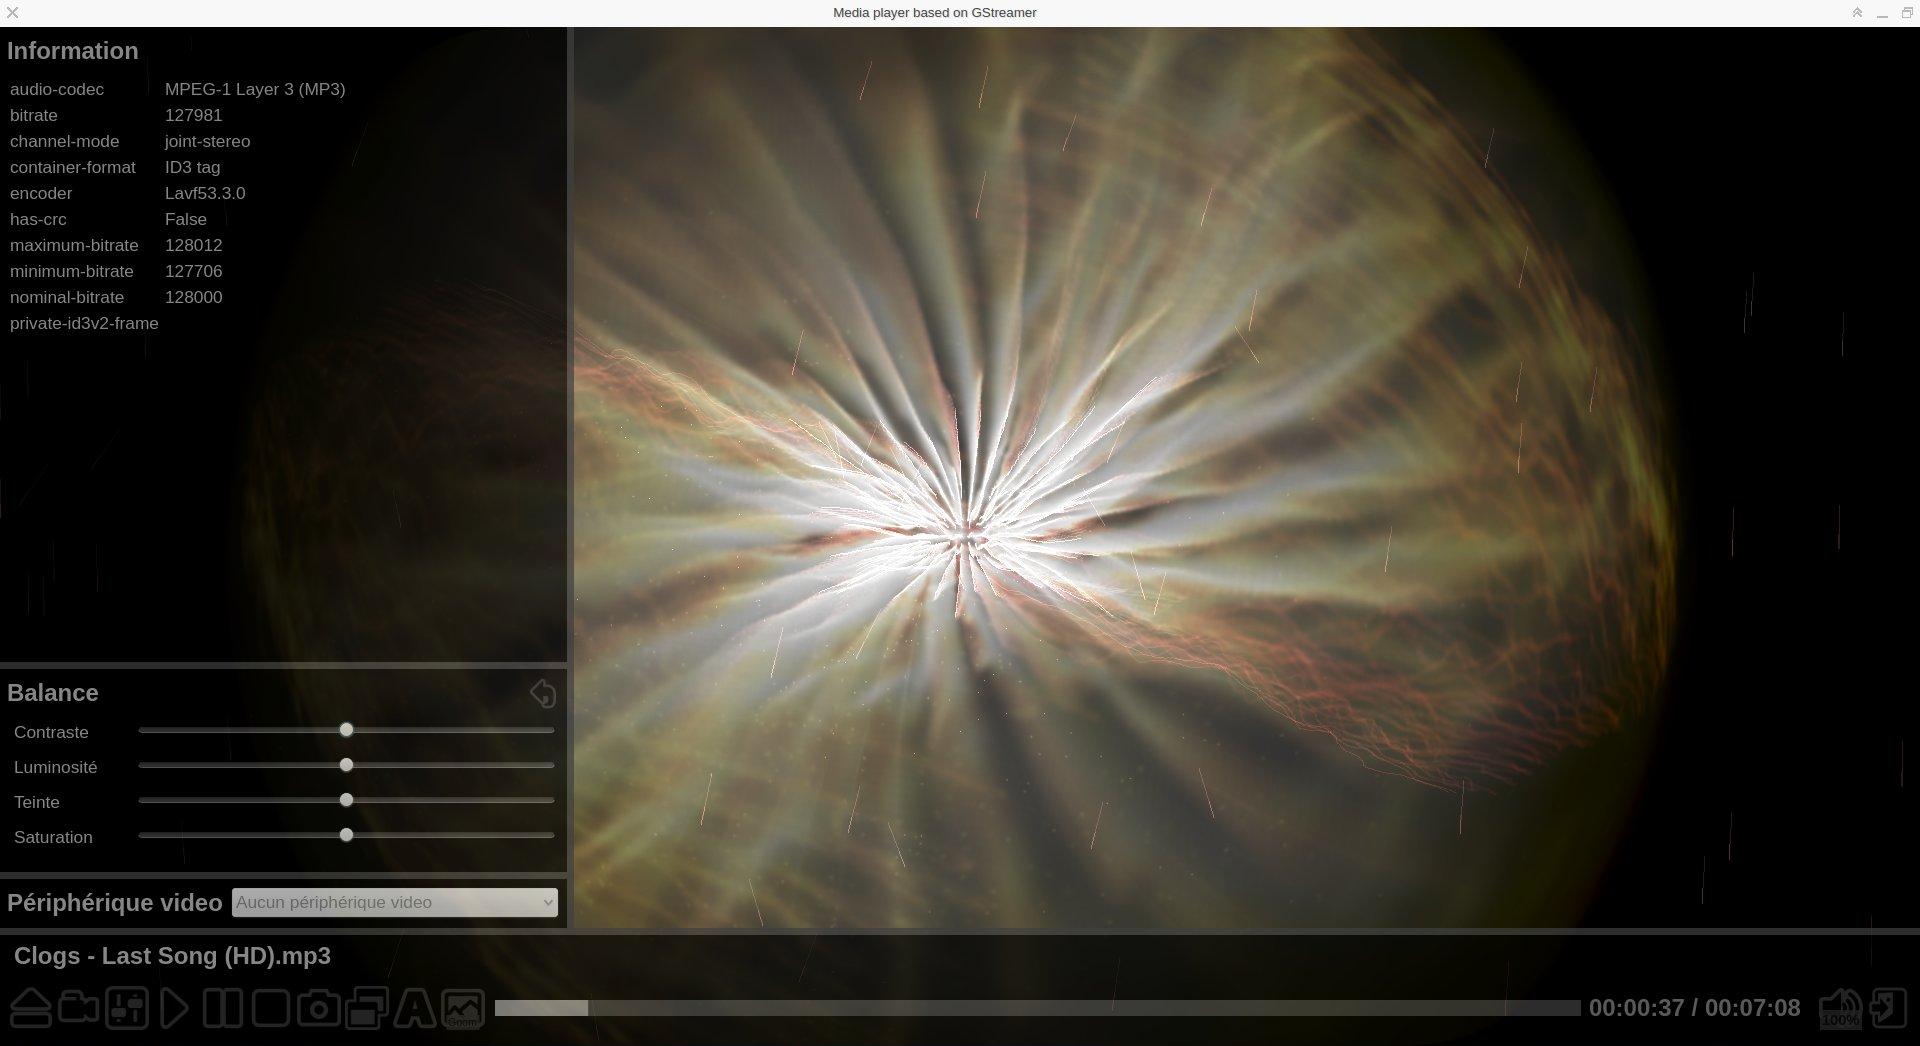 Media player based on GStreamer
Information
audio-codec MPEG-1 Layer 3 (MP3)
bitrate 127981
channel-mode joint-stereo
container-format ID3 tag
encoder Lavf53.3.0
has-crc False
maximum-bitrate 128012
minimum-bitrate 127706
nominal-bitrate 128000
private-id3v2-frame
Balance
Contraste
Luminosité
Teinte
Saturation
Périphérique video Aucun périphérique video
Clogs - Last Song (HD).mp3
A Goom 00:00:37 / 00:07:08 100%